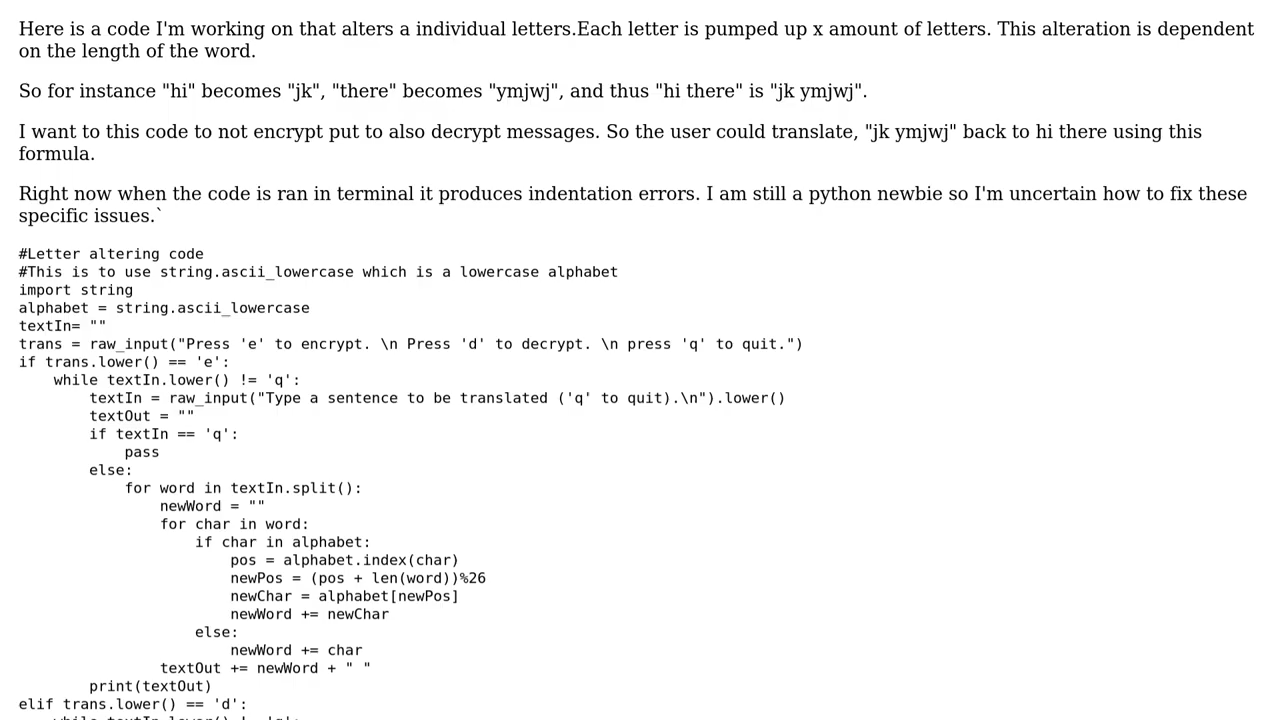 Here is a code I'm working on that alters a individual letters.Each letter is pumped up x amount of letters. This alteration is dependent
on the length of the word.
So for instance "hi" becomes "jk", "there" becomes "ymjwj", and thus "hi there" is "jk ymjwj".
I want to this code to not encrypt put to also decrypt messages. So the user could translate, "jk ymjwj" back to hi there using this
formula.
Right now when the code is ran in terminal it produces indentation errors. I am still a python newbie so I'm uncertain how to fix these
specific issues.`
#Letter altering code
#This is to use string.ascii_lowercase which is a lowercase alphabet
import string
alphabet = string.ascii_lowercase
textIn= ""
trans = raw_input("Press 'e' to encrypt. \n Press 'd' to decrypt. \n press 'q' to quit.")
if trans.lower() == 'e':
    while textIn.lower() != 'q':
        textIn = raw_input("Type a sentence to be translated ('q' to quit).\n").lower()
        textOut = ""
        if textIn == 'q':
            pass
        else:
            for word in textIn.split():
                newWord = ""
                for char in word:
                    if char in alphabet:
                        pos = alphabet.index(char)
                        newPos = (pos + len(word))%26
                        newChar = alphabet[newPos]
                        newWord += newChar
                    else:
                        newWord += char
                textOut += newWord + " "
        print(textOut)
elif trans.lower() == 'd':